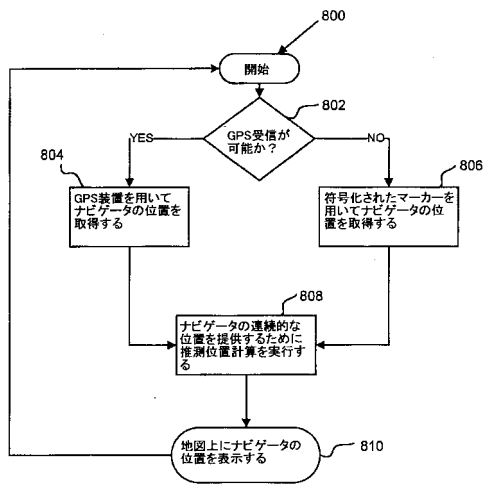 800
開始
802
GPS受信が
可能か?
YES
NO
804
GPS装置を用いて
ナビゲータの位置を
取得する
806
符号化されたマーカーを
用いてナビゲータの位
置を取得する
808
ナビゲータの連続的な
位置を提供するために
推測位置計算を実行す
る
地図上にナビゲータの
位置を表示する
810